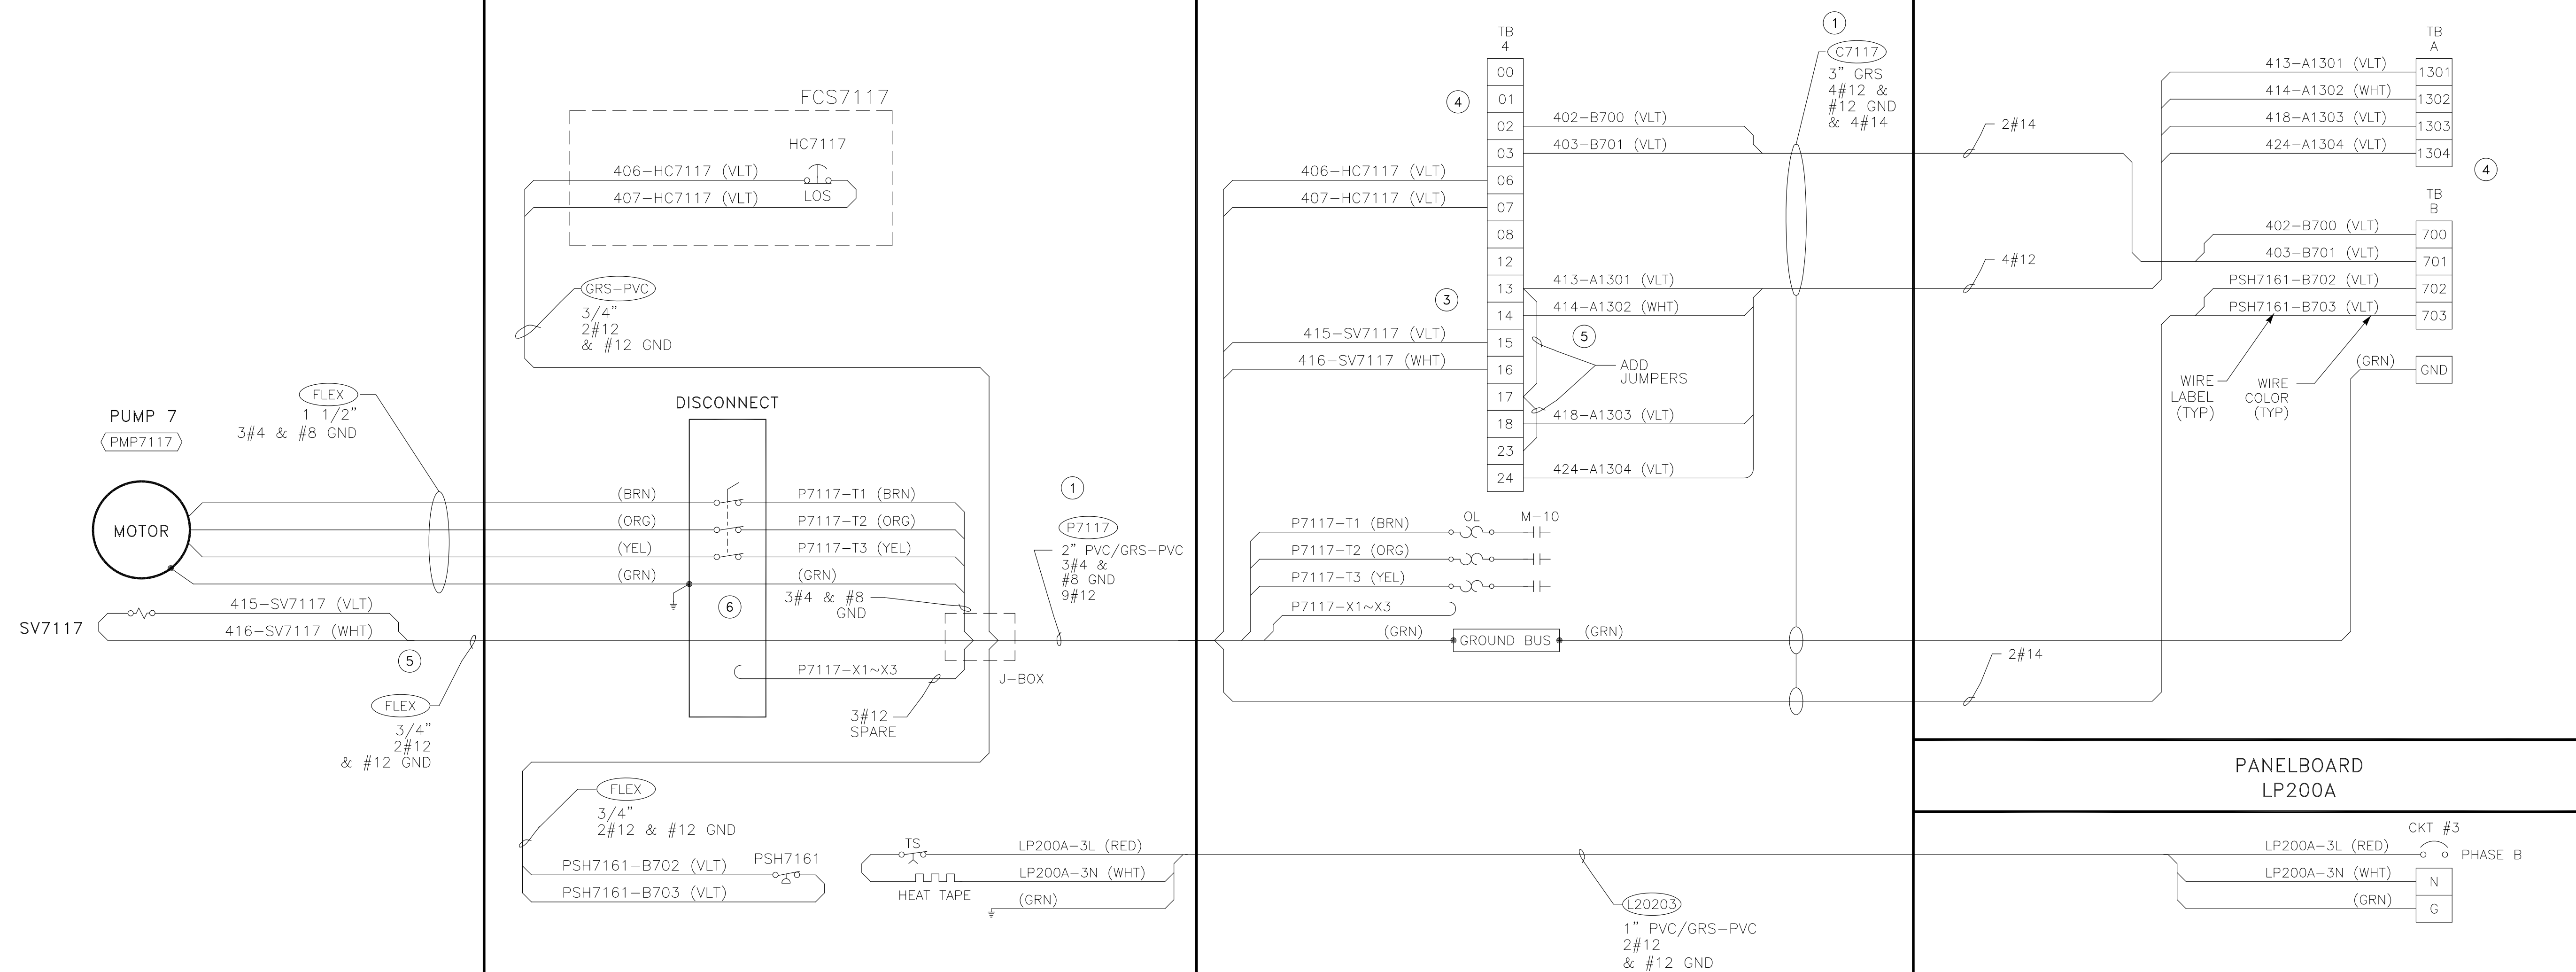 PUMP 7
PMP7117
MOTOR
FLEX
1 1/2"
3#4 & #8 GND
SV7117
415-SV7117 (VLT)
416-SV7117 (WHT)
5
FLEX
3/4"
2#12
& #12 GND
FCS7117
HC7117
406-HC7117 (VLT)
LOS
407-HC7117 (VLT)
GRS-PVC
3/4"
2#12
& #12 GND
DISCONNECT
(BRN)
P7117-T1 (BRN)
(ORG)
P7117-T2 (ORG)
(YEL)
P7117-T3 (YEL)
(GRN)
(GRN)
6
3#4 & #8
GND
P7117-X1~X3
3#12
SPARE
J-BOX
1
P7117
2" PVC/GRS-PVC
3#4 &
#8 GND
9#12
FLEX
3/4"
2#12 & #12 GND
PSH7161-B702 (VLT)
PSH7161
PSH7161-B703 (VLT)
TS
LP200A-3L (RED)
HEAT TAPE
LP200A-3N (WHT)
(GRN)
TB
4
00
01
02
03
06
07
08
12
13
14
15
16
17
18
23
24
4
3
406-HC7117 (VLT)
407-HC7117 (VLT)
415-SV7117 (VLT)
416-SV7117 (WHT)
402-B700 (VLT)
403-B701 (VLT)
413-A1301 (VLT)
414-A1302 (WHT)
5
ADD
JUMPERS
418-A1303 (VLT)
424-A1304 (VLT)
1
C7117
3" GRS
4#12 &
#12 GND
& 4#14
P7117-T1 (BRN)
OL
M-10
P7117-T2 (ORG)
P7117-T3 (YEL)
P7117-X1~X3
(GRN)
GROUND BUS
(GRN)
L20203
1" PVC/GRS-PVC
2#12
& #12 GND
2#14
4#12
2#14
TB
A
413-A1301 (VLT)
1301
414-A1302 (WHT)
1302
418-A1303 (VLT)
1303
424-A1304 (VLT)
1304
4
TB
B
402-B700 (VLT)
700
403-B701 (VLT)
701
PSH7161-B702 (VLT)
702
PSH7161-B703 (VLT)
703
(GRN)
GND
WIRE
LABEL
(TYP)
WIRE
COLOR
(TYP)
PANELBOARD
LP200A
CKT #3
LP200A-3L (RED)
PHASE B
LP200A-3N (WHT)
N
(GRN)
G